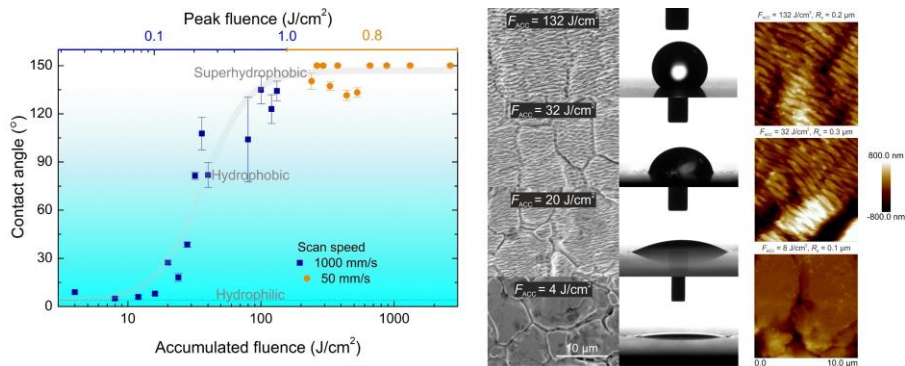 Peak fluence (J/cm²)
0.1 1.0 0.8
150
120
90
60
30
0
Contact angle (°)
Superhydrophobic
Hydrophobic
Hydrophilic
Scan speed
1000 mm/s
50 mm/s
10 100 1000
Accumulated fluence (J/cm²)
F_ACC = 132 J/cm²
F_ACC = 32 J/cm²
F_ACC = 20 J/cm²
F_ACC = 4 J/cm²
10 μm
F_ACC = 132 J/cm², R_a = 0.2 μm
F_ACC = 32 J/cm², R_a = 0.3 μm
F_ACC = 8 J/cm², R_a = 0.1 μm
800.0 nm
-800.0 nm
0.0 10.0 μm